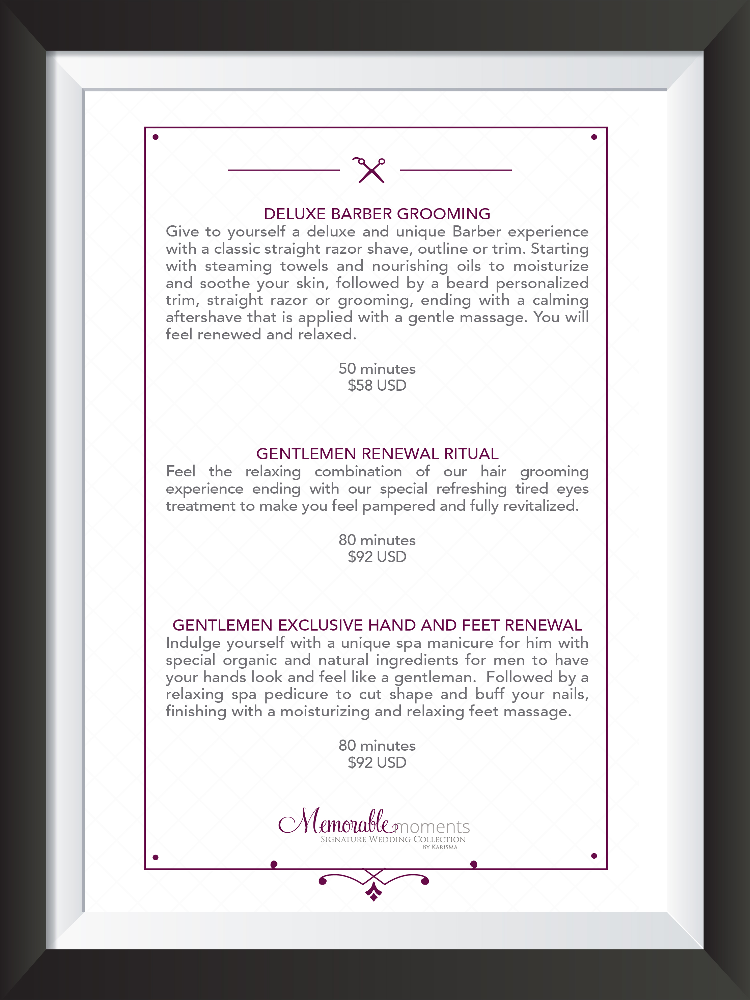 DELUXE BARBER GROOMING
Give to yourself a deluxe and unique Barber experience
with a classic straight razor shave, outline or trim. Starting
with steaming towels and nourishing oils to moisturize
and soothe your skin, followed by a beard personalized
trim, straight razor or grooming, ending with a calming
aftershave that is applied with a gentle massage. You will
feel renewed and relaxed.
50 minutes
$58 USD
GENTLEMEN RENEWAL RITUAL
Feel the relaxing combination of our hair grooming
experience ending with our special refreshing tired eyes
treatment to make you feel pampered and fully revitalized.
80 minutes
$92 USD
GENTLEMEN EXCLUSIVE HAND AND FEET RENEWAL
Indulge yourself with a unique spa manicure for him with
special organic and natural ingredients for men to have
your hands look and feel like a gentleman. Followed by a
relaxing spa pedicure to cut shape and buff your nails,
finishing with a moisturizing and relaxing feet massage.
80 minutes
$92 USD
Memorable moments
SIGNATURE WEDDING COLLECTION
BY KARISMA